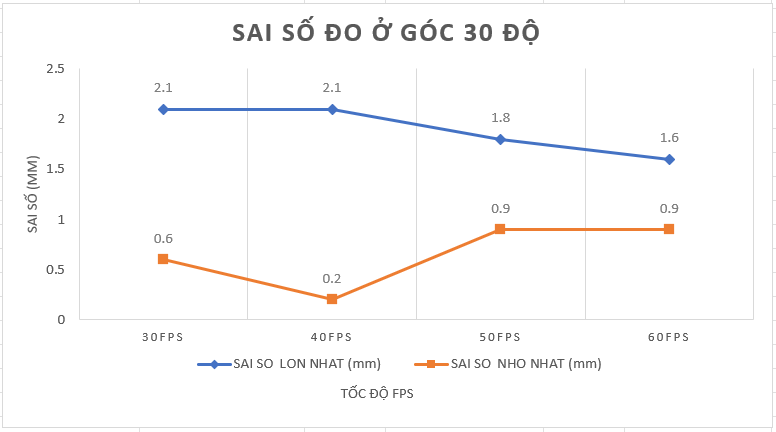 SAI SỐ ĐO Ở GÓC 30 ĐỘ
2.5
2
1.5
1
0.5
0
SAI SỐ (MM)
2.1
2.1
1.8
1.6
0.6
0.2
0.9
0.9
30FPS
40FPS
50FPS
60FPS
SAI SO LON NHAT (mm)
SAI SO NHO NHAT (mm)
TỐC ĐỘ FPS